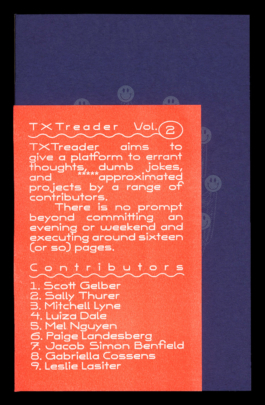 TXTreader Vol. 2
TXTreader aims to
give a platform to errant
thoughts, dumb jokes,
and *****approximated
projects by a range of
contributors.
There is no prompt
beyond committing an
evening or weekend and
executing around sixteen
(or so) pages.
Contributors
1. Scott Gelber
2. Sally Thurer
3. Mitchell Lyne
4. Luiza Dale
5. Mel Nguyen
6. Paige Landesberg
7. Jacob Simon Benfield
8. Gabriella Cossens
9. Leslie Lasiter